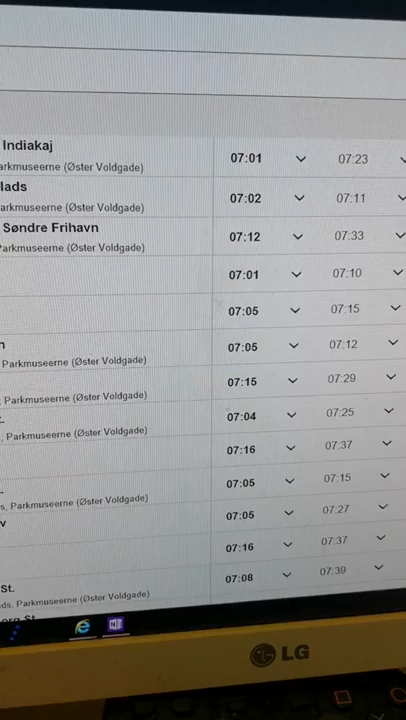 Indiakaj
arkmuseerne (Øster Voldgade) 07:01 07:23
lads
arkmuseerne (Øster Voldgade) 07:02 07:11
Søndre Frihavn
Parkmuseerne (Øster Voldgade) 07:12 07:33
07:01 07:10
07:05 07:15
n
Parkmuseerne (Øster Voldgade) 07:05 07:12
, Parkmuseerne (Øster Voldgade) 07:15 07:29
, Parkmuseerne (Øster Voldgade) 07:04 07:25
07:16 07:37
s, Parkmuseerne (Øster Voldgade) 07:05 07:15
v
07:05 07:27
07:16 07:37
St.
ds, Parkmuseerne (Øster Voldgade) 07:08 07:39
org St
N
LG